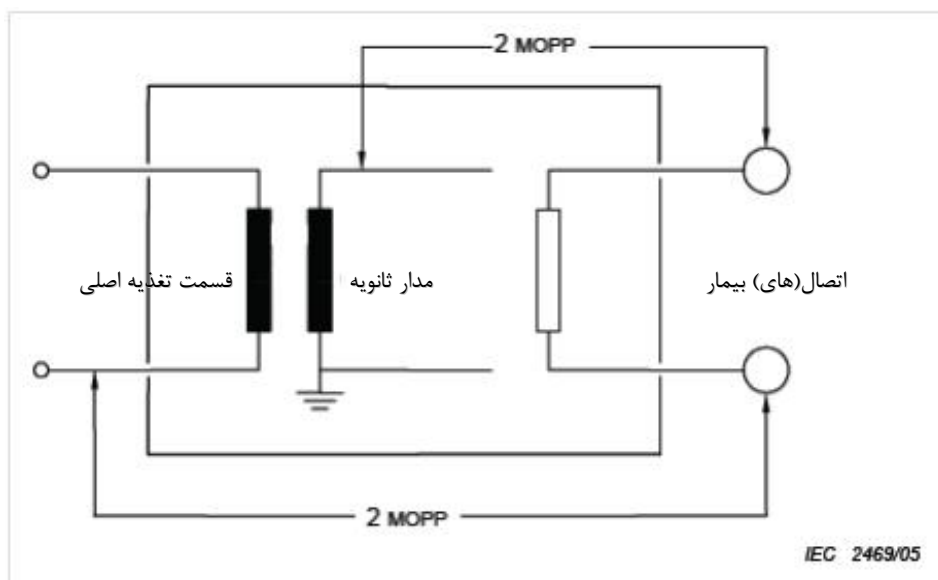 2 MOPP
قسمت تغذیه اصلی
مدار ثانویه
اتصال(های) بیمار
2 MOPP
IEC 2469/05